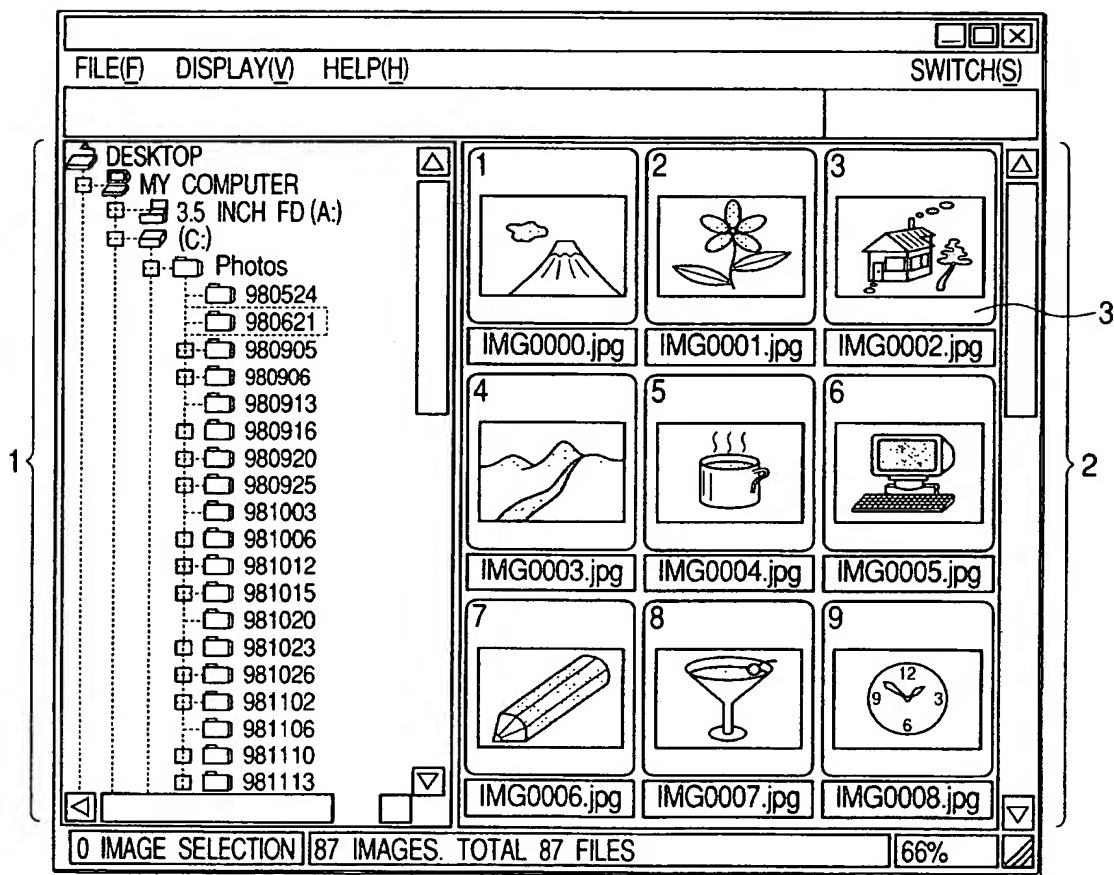 FILE(F) DISPLAY(V) HELP(H) SWITCH(S)
DESKTOP
MY COMPUTER
3.5 INCH FD (A:)
(C:)
Photos
980524
980621
980905
980906
980913
980916
980920
980925
981003
981006
981012
981015
981020
981023
981026
981102
981106
981110
981113
1
1 2 3
IMG0000.jpg IMG0001.jpg IMG0002.jpg
3
4 5 6
IMG0003.jpg IMG0004.jpg IMG0005.jpg
2
7 8 9
12
9 3
6
IMG0006.jpg IMG0007.jpg IMG0008.jpg
0 IMAGE SELECTION 87 IMAGES. TOTAL 87 FILES 66%